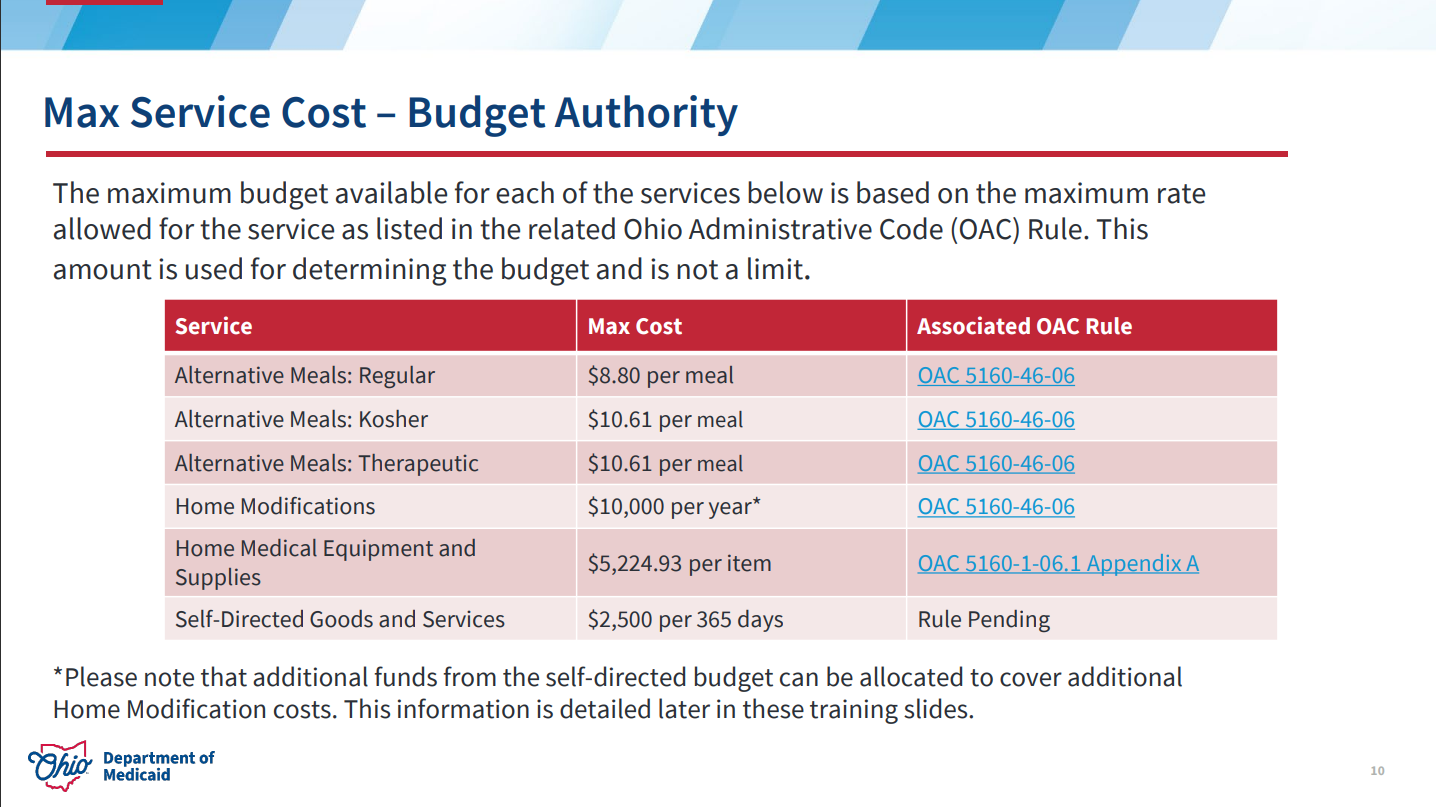 Max Service Cost – Budget Authority
The maximum budget available for each of the services below is based on the maximum rate
allowed for the service as listed in the related Ohio Administrative Code (OAC) Rule. This
amount is used for determining the budget and is not a limit.
Service Max Cost Associated OAC Rule
Alternative Meals: Regular $8.80 per meal OAC 5160-46-06
Alternative Meals: Kosher $10.61 per meal OAC 5160-46-06
Alternative Meals: Therapeutic $10.61 per meal OAC 5160-46-06
Home Modifications $10,000 per year* OAC 5160-46-06
Home Medical Equipment and
Supplies $5,224.93 per item OAC 5160-1-06.1 Appendix A
Self-Directed Goods and Services $2,500 per 365 days Rule Pending
*Please note that additional funds from the self-directed budget can be allocated to cover additional
Home Modification costs. This information is detailed later in these training slides.
Ohio Department of
Medicaid
10